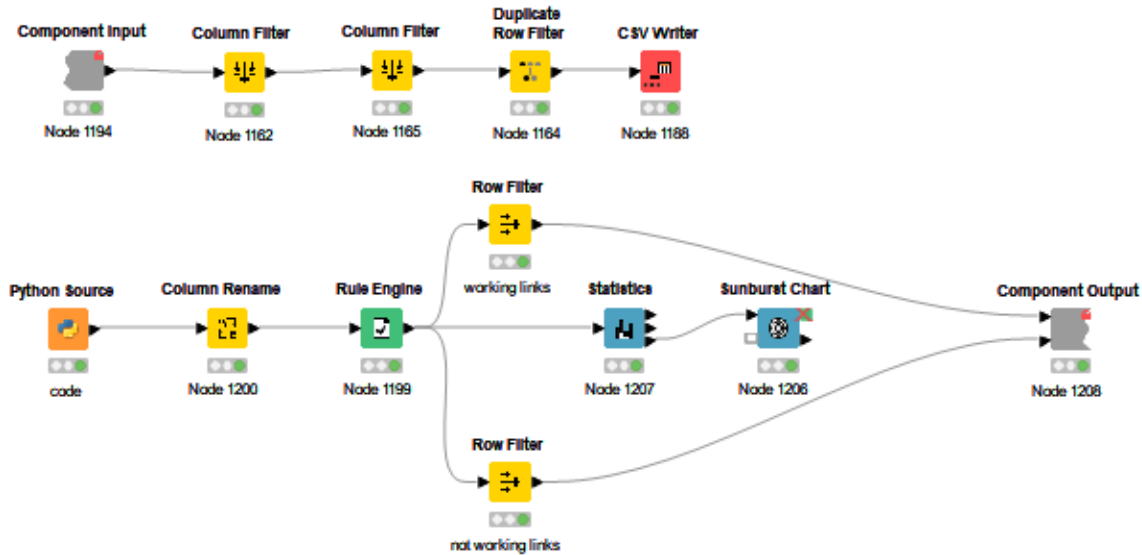 Component Input
Column Filter
Column Filter
Duplicate
Row Filter
CSV Writer
Node 1194
Node 1162
Node 1165
Node 1164
Node 1188
Row Filter
working links
Python Source
Column Rename
Rule Engine
Statistics
Sunburst Chart
Component Output
code
Node 1200
Node 1199
Node 1207
Node 1206
Node 1208
Row Filter
not working links